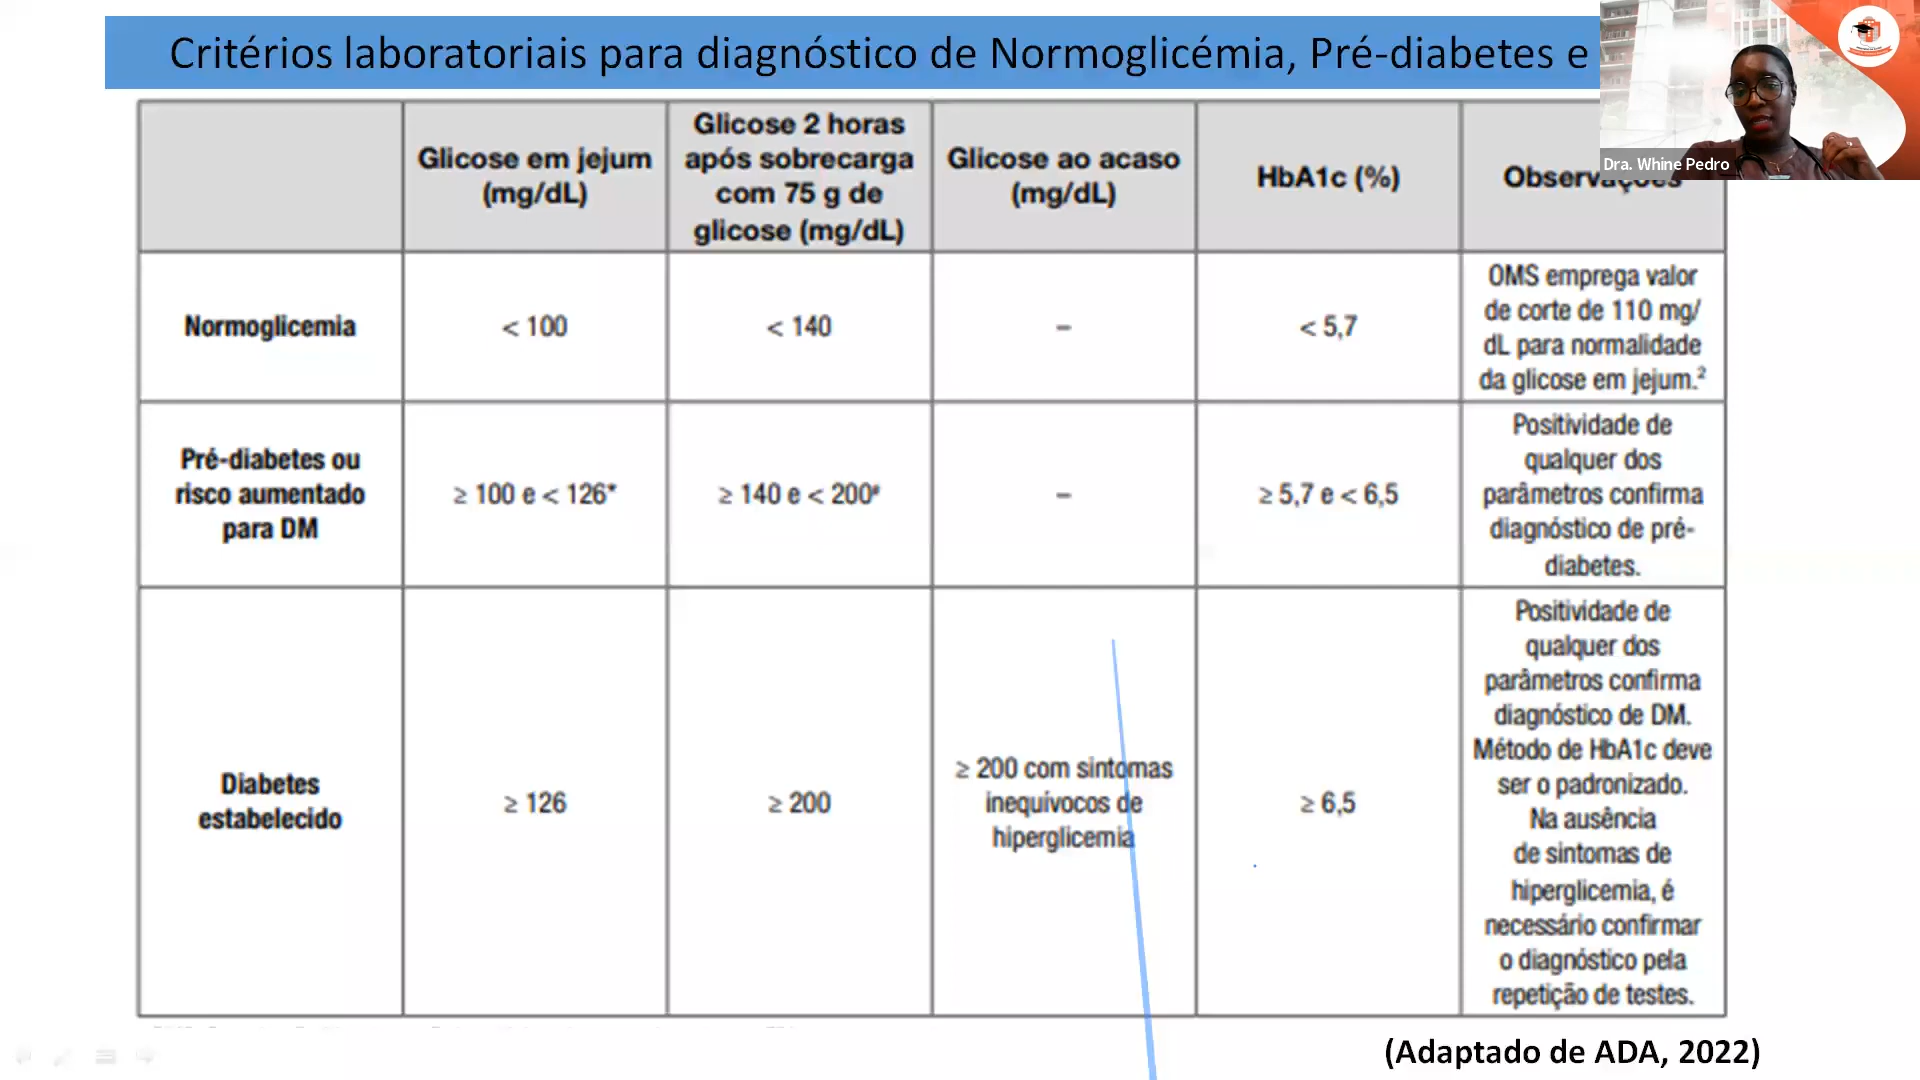 Critérios laboratoriais para diagnóstico de Normoglicémia, Pré-diabetes e
Dra. Whine Pedro
Glicose em jejum
(mg/dL)
Glicose 2 horas
após sobrecarga
com 75 g de
glicose (mg/dL)
Glicose ao acaso
(mg/dL)
HbA1c (%)
Observações
Normoglicemia
< 100
< 140
–
< 5,7
OMS emprega valor
de corte de 110 mg/
dL para normalidade
da glicose em jejum.²
Pré-diabetes ou
risco aumentado
para DM
≥ 100 e < 126*
≥ 140 e < 200#
–
≥ 5,7 e < 6,5
Positividade de
qualquer dos
parâmetros confirma
diagnóstico de pré-
diabetes.
Diabetes
estabelecido
≥ 126
≥ 200
≥ 200 com sintomas
inequívocos de
hiperglicemia
≥ 6,5
Positividade de
qualquer dos
parâmetros confirma
diagnóstico de DM.
Método de HbA1c deve
ser o padronizado.
Na ausência
de sintomas de
hiperglicemia, é
necessário confirmar
o diagnóstico pela
repetição de testes.
(Adaptado de ADA, 2022)